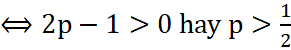 ⇔ 2p − 1 > 0 hay p > 1/2